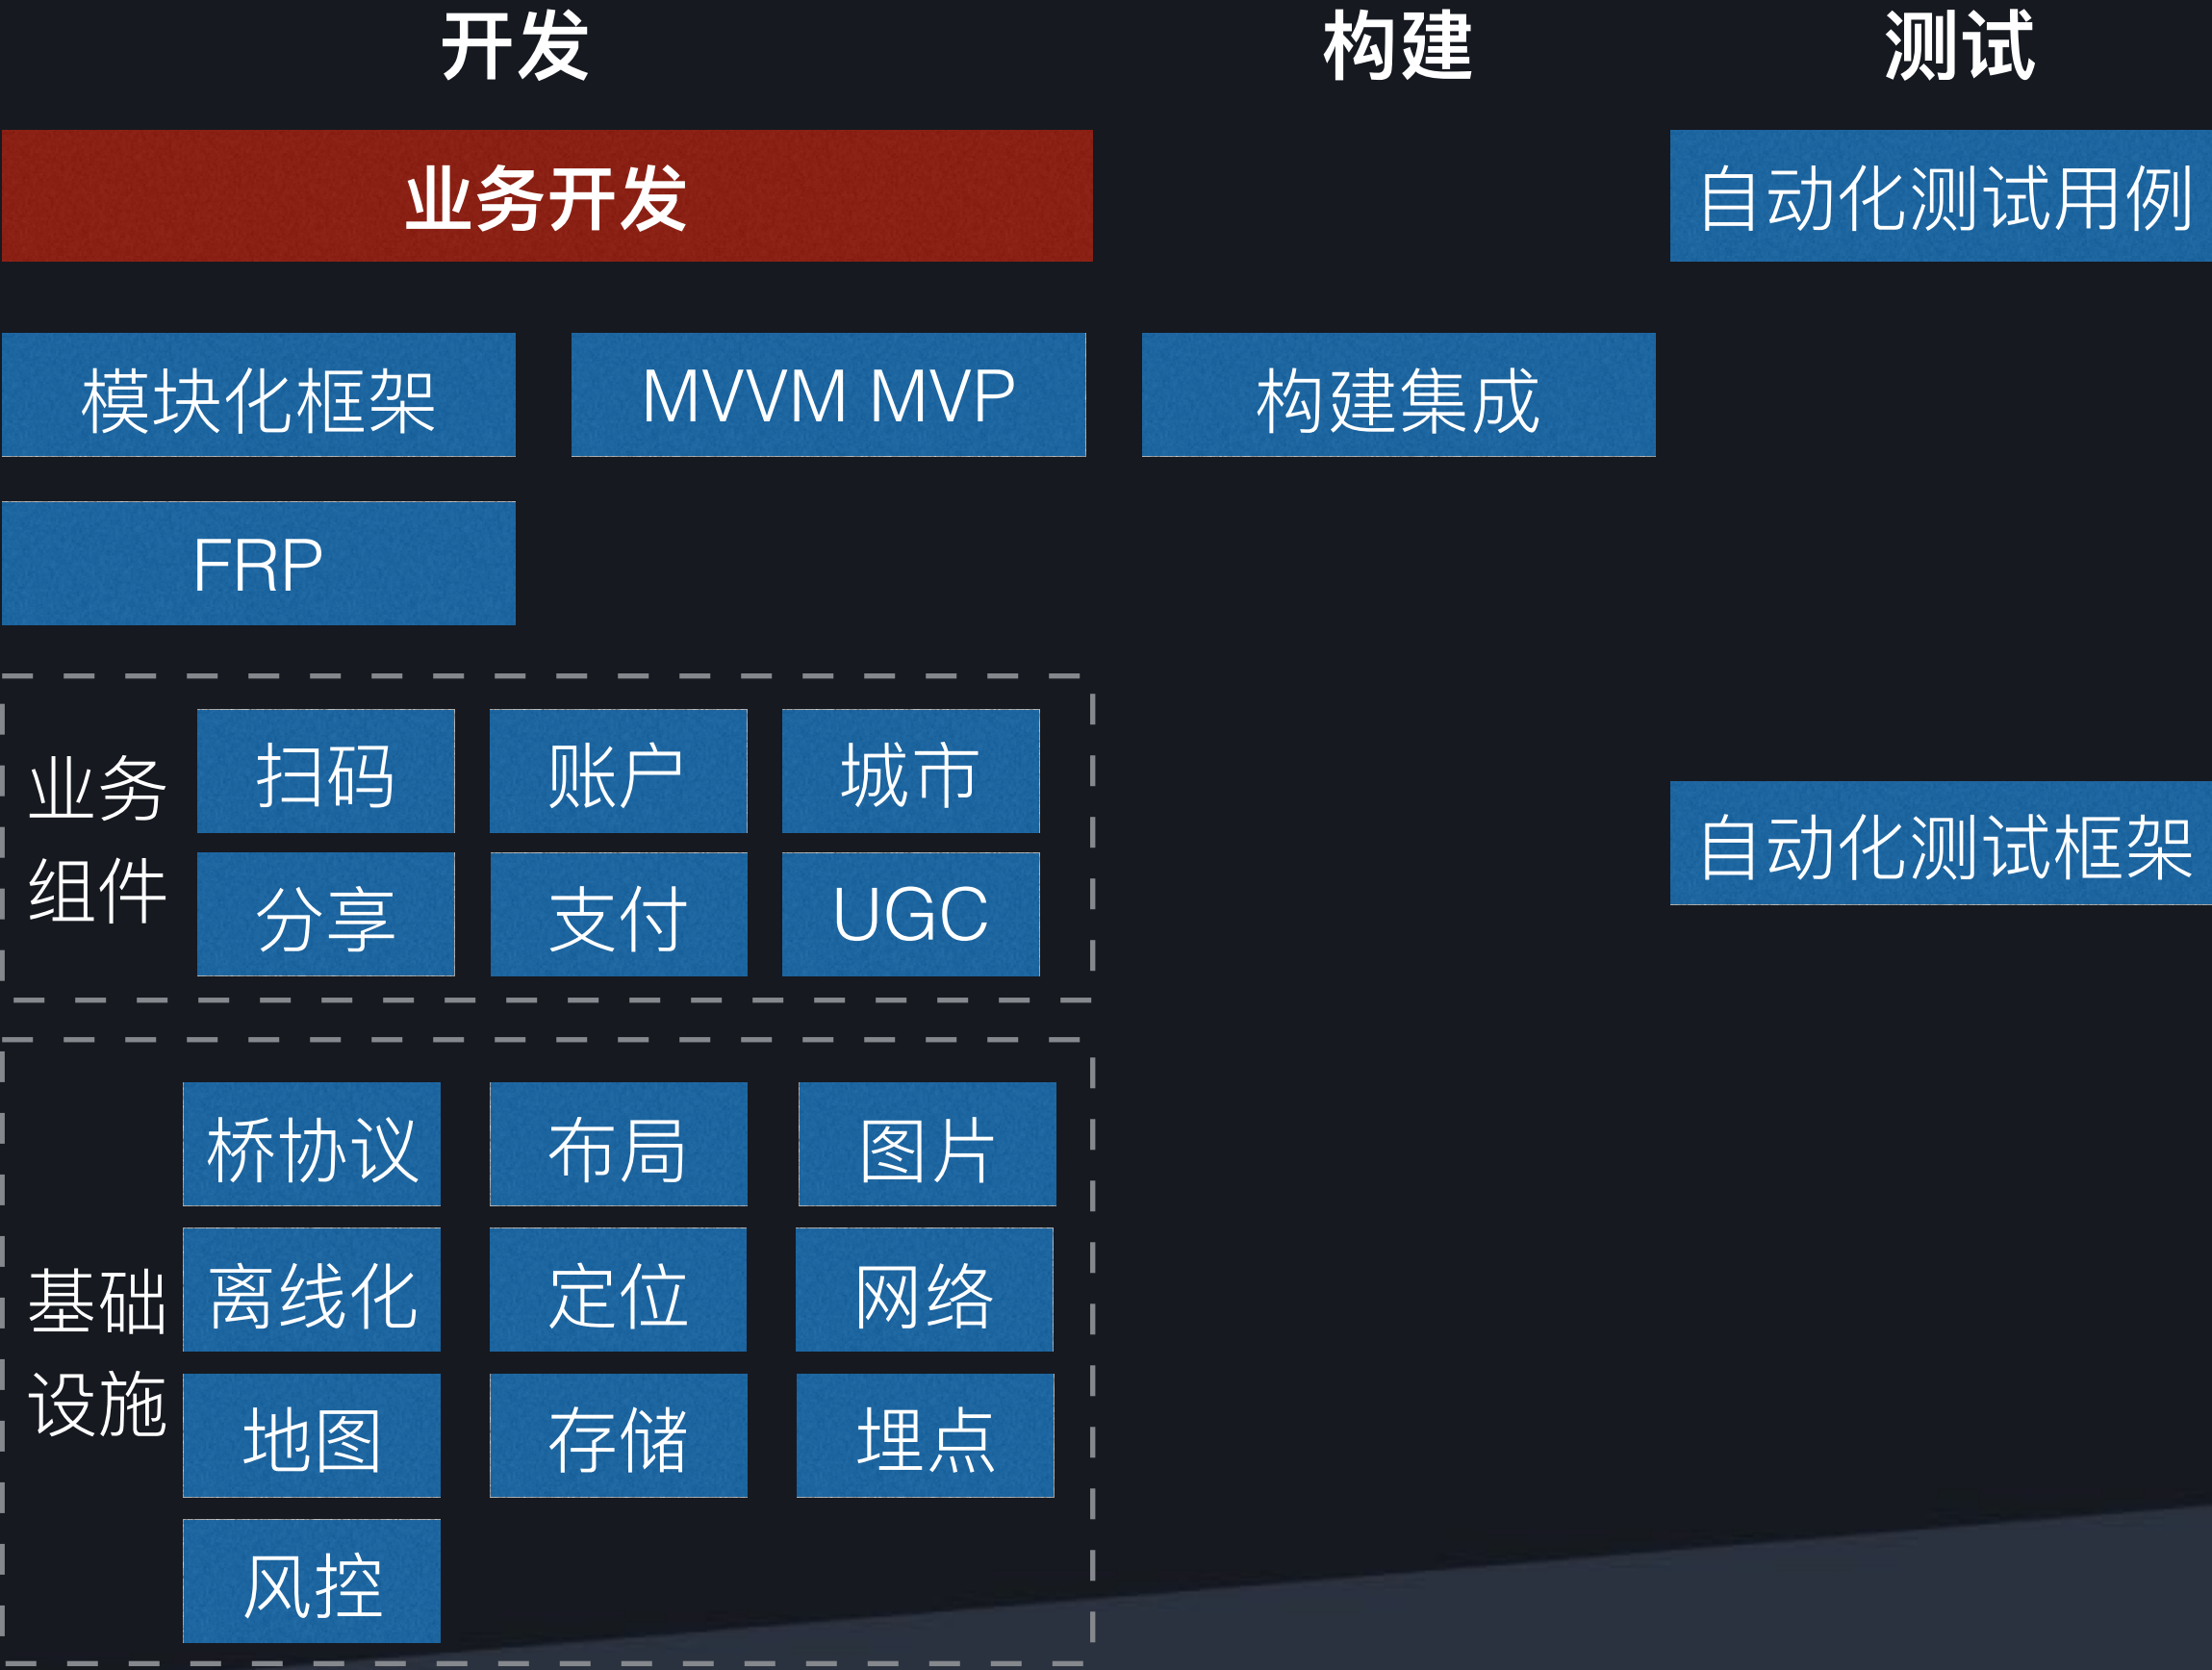 开发 构建 测试
业务开发 自动化测试用例
模块化框架 MVVM MVP 构建集成
FRP
业务
组件
扫码 账户 城市
自动化测试框架
分享 支付 UGC
基础
设施
桥协议 布局 图片
离线化 定位 网络
地图 存储 埋点
风控